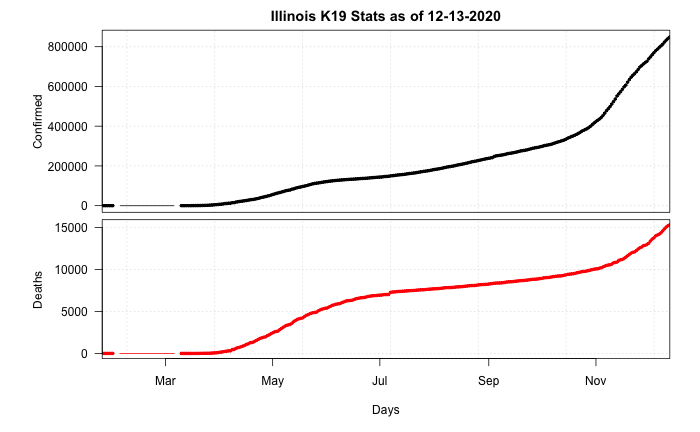 Illinois K19 Stats as of 12-13-2020
Confirmed
800000
600000
400000
200000
0
Deaths
15000
10000
5000
0
Mar May Jul Sep Nov
Days